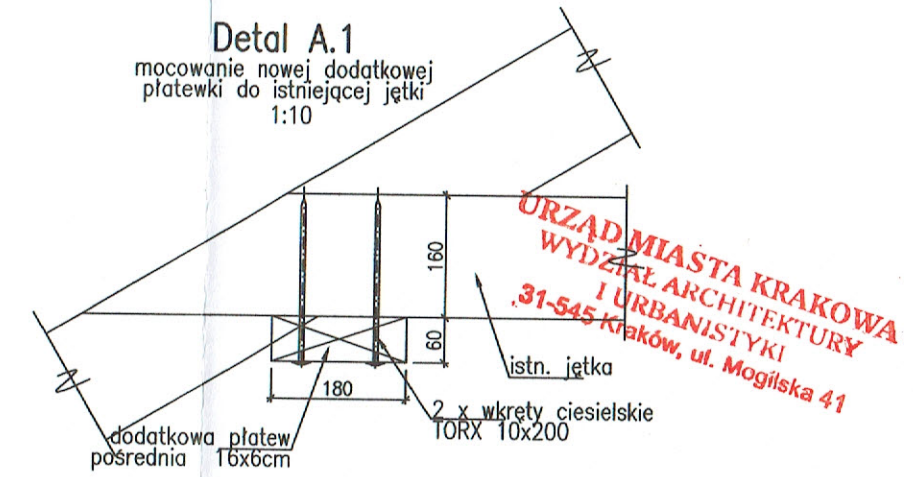 Detal A.1
mocowanie nowej dodatkowej
płatewki do istniejącej jętki
1:10
160
60
180
URZĄD MIASTA KRAKOWA
WYDZIAŁ ARCHITEKTURY
I URBANISTYKI
31-545 Kraków, ul. Mogilska 41
istn. jętka
2 x wkręty ciesielskie
TORX 10x200
dodatkowa płatew
pośrednia 16x6cm